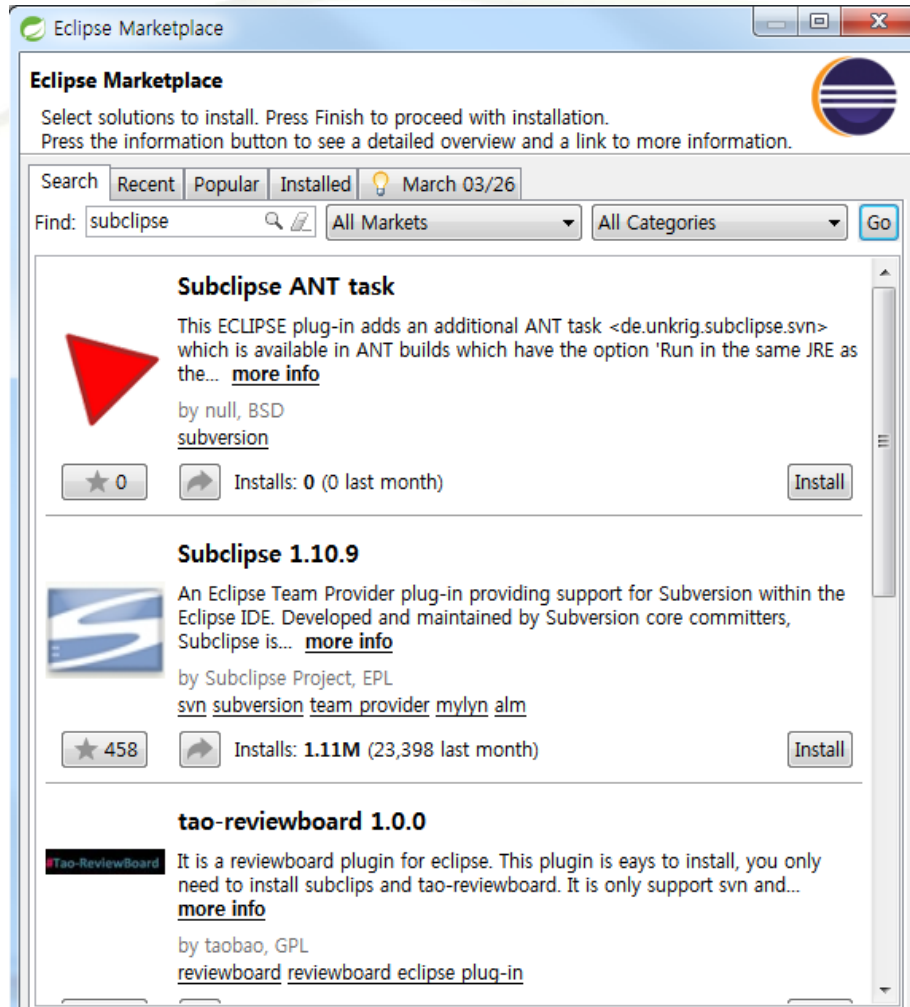 Eclipse Marketplace
Eclipse Marketplace
Select solutions to install. Press Finish to proceed with installation.
Press the information button to see a detailed overview and a link to more information.
Search Recent Popular Installed March 03/26
Find: subclipse All Markets All Categories Go
Subclipse ANT task
This ECLIPSE plug-in adds an additional ANT task <de.unkrig.subclipse.svn>
which is available in ANT builds which have the option 'Run in the same JRE as
the... more info
by null, BSD
subversion
0 Installs: 0 (0 last month) Install
Subclipse 1.10.9
An Eclipse Team Provider plug-in providing support for Subversion within the
Eclipse IDE. Developed and maintained by Subversion core committers,
Subclipse is... more info
by Subclipse Project, EPL
svn subversion team provider mylyn alm
458 Installs: 1.11M (23,398 last month) Install
tao-reviewboard 1.0.0
#Tao-ReviewBoard It is a reviewboard plugin for eclipse. This plugin is eays to install, you only
need to install subclips and tao-reviewboard. It is only support svn and...
more info
by taobao, GPL
reviewboard reviewboard eclipse plug-in